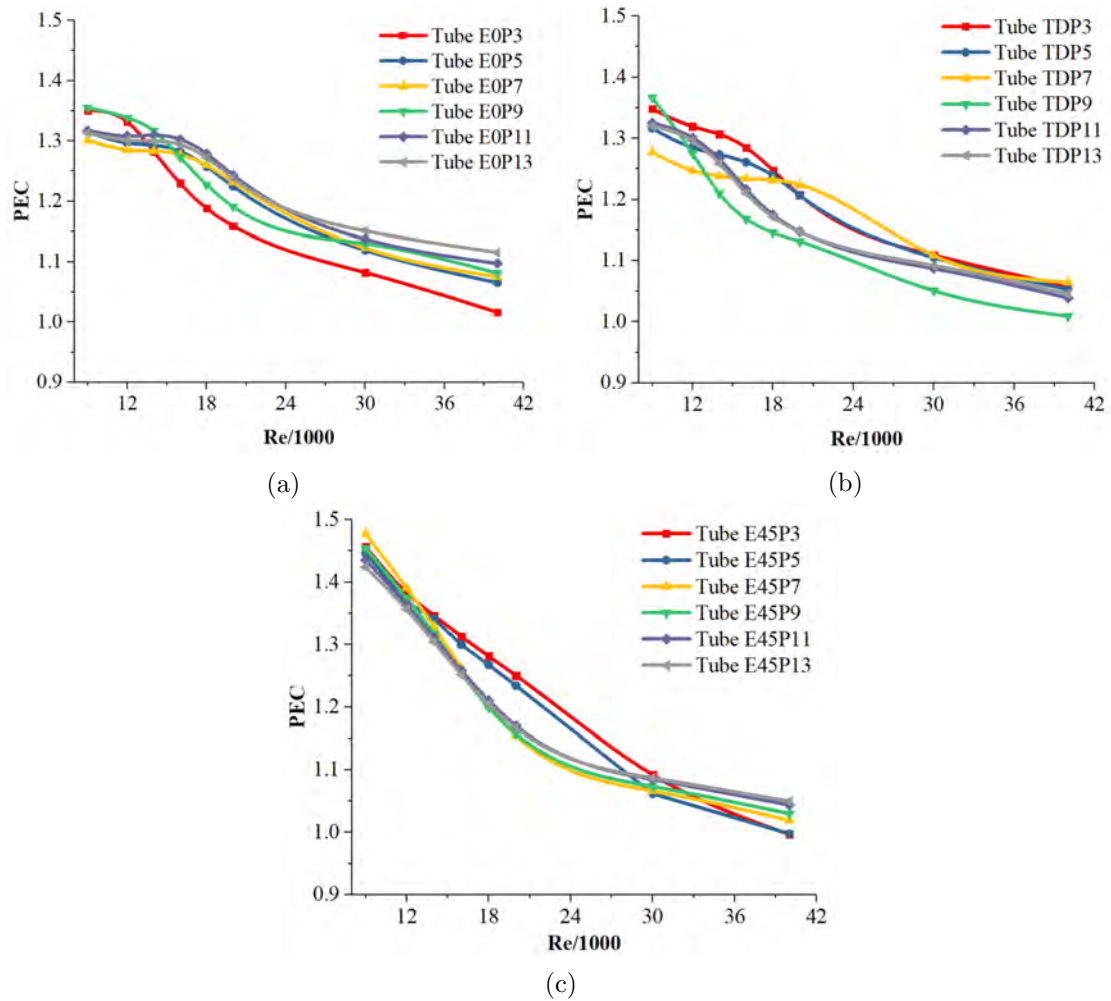 1.5
1.4
1.3
1.2
1.1
1.0
0.9
PEC
12 18 24 30 36 42
Re/1000
Tube E0P3
Tube E0P5
Tube E0P7
Tube E0P9
Tube E0P11
Tube E0P13
(a)
1.5
1.4
1.3
1.2
1.1
1.0
0.9
PEC
12 18 24 30 36 42
Re/1000
Tube TDP3
Tube TDP5
Tube TDP7
Tube TDP9
Tube TDP11
Tube TDP13
(b)
1.5
1.4
1.3
1.2
1.1
1.0
0.9
PEC
12 18 24 30 36 42
Re/1000
Tube E45P3
Tube E45P5
Tube E45P7
Tube E45P9
Tube E45P11
Tube E45P13
(c)